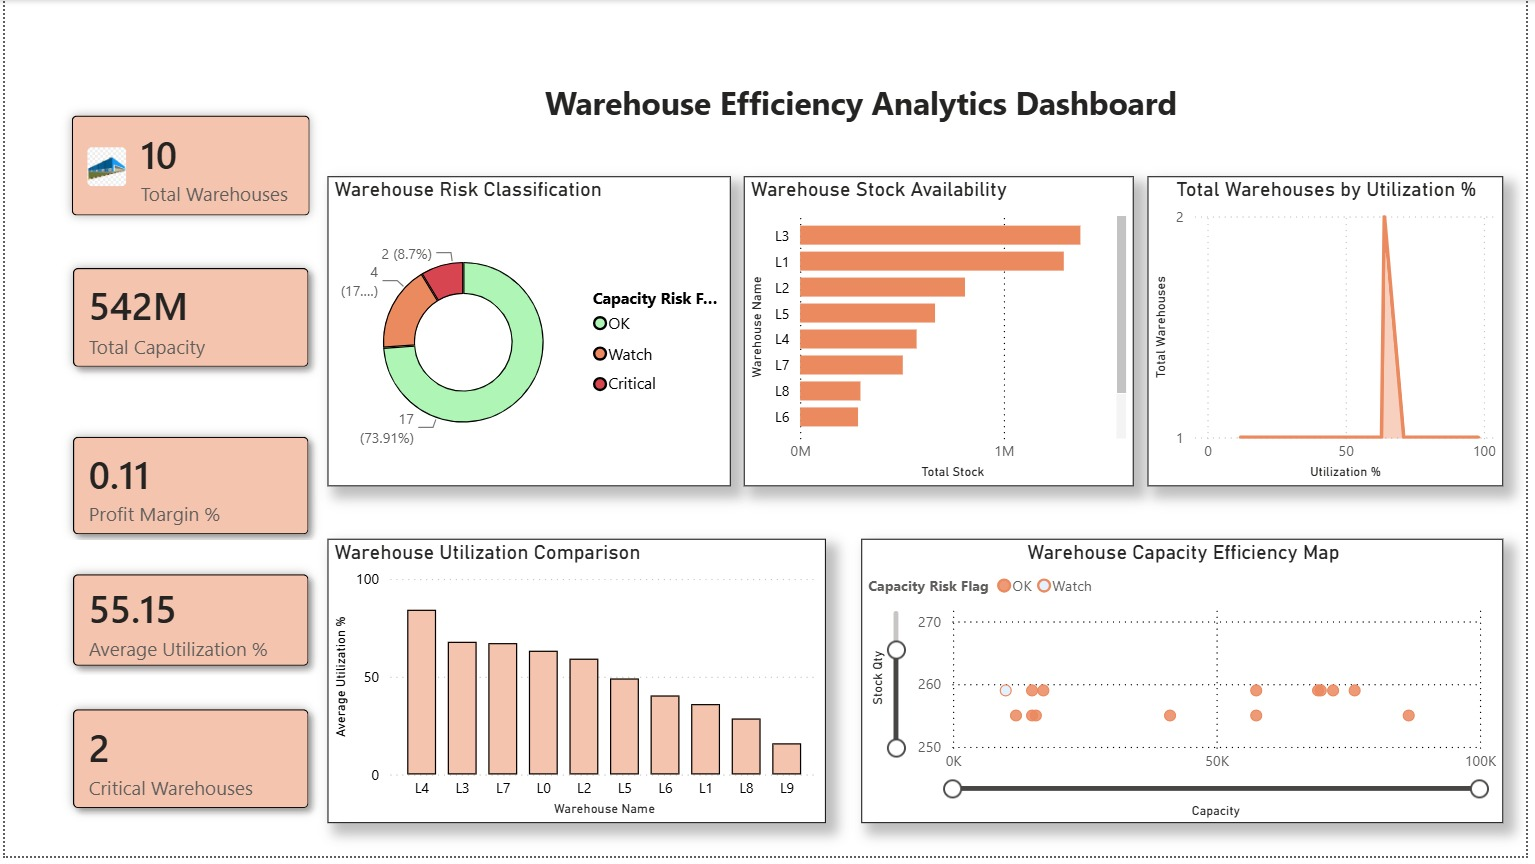 Warehouse Efficiency Analytics Dashboard
10
Total Warehouses
542M
Total Capacity
0.11
Profit Margin %
55.15
Average Utilization %
2
Critical Warehouses
Warehouse Risk Classification
2 (8.7%)
4
(17....)
17
(73.91%)
Capacity Risk F...
OK
Watch
Critical
Warehouse Stock Availability
Warehouse Name
L3
L1
L2
L5
L4
L7
L8
L6
0M 1M
Total Stock
Total Warehouses by Utilization %
Total Warehouses
2
1
0 50 100
Utilization %
Warehouse Utilization Comparison
Average Utilization %
100
50
0
L4 L3 L7 L0 L2 L5 L6 L1 L8 L9
Warehouse Name
Warehouse Capacity Efficiency Map
Capacity Risk Flag OK Watch
Stock Qty
270
260
250
0K 50K 100K
Capacity